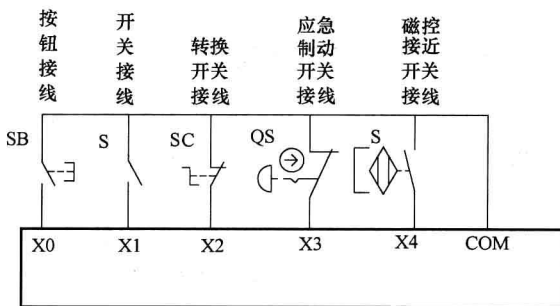 按钮接线
开关接线
转换
开关
接线
应急
制动
开关
接线
磁控
接近
开关
接线
SB
S
SC
QS
S
X0
X1
X2
X3
X4
COM